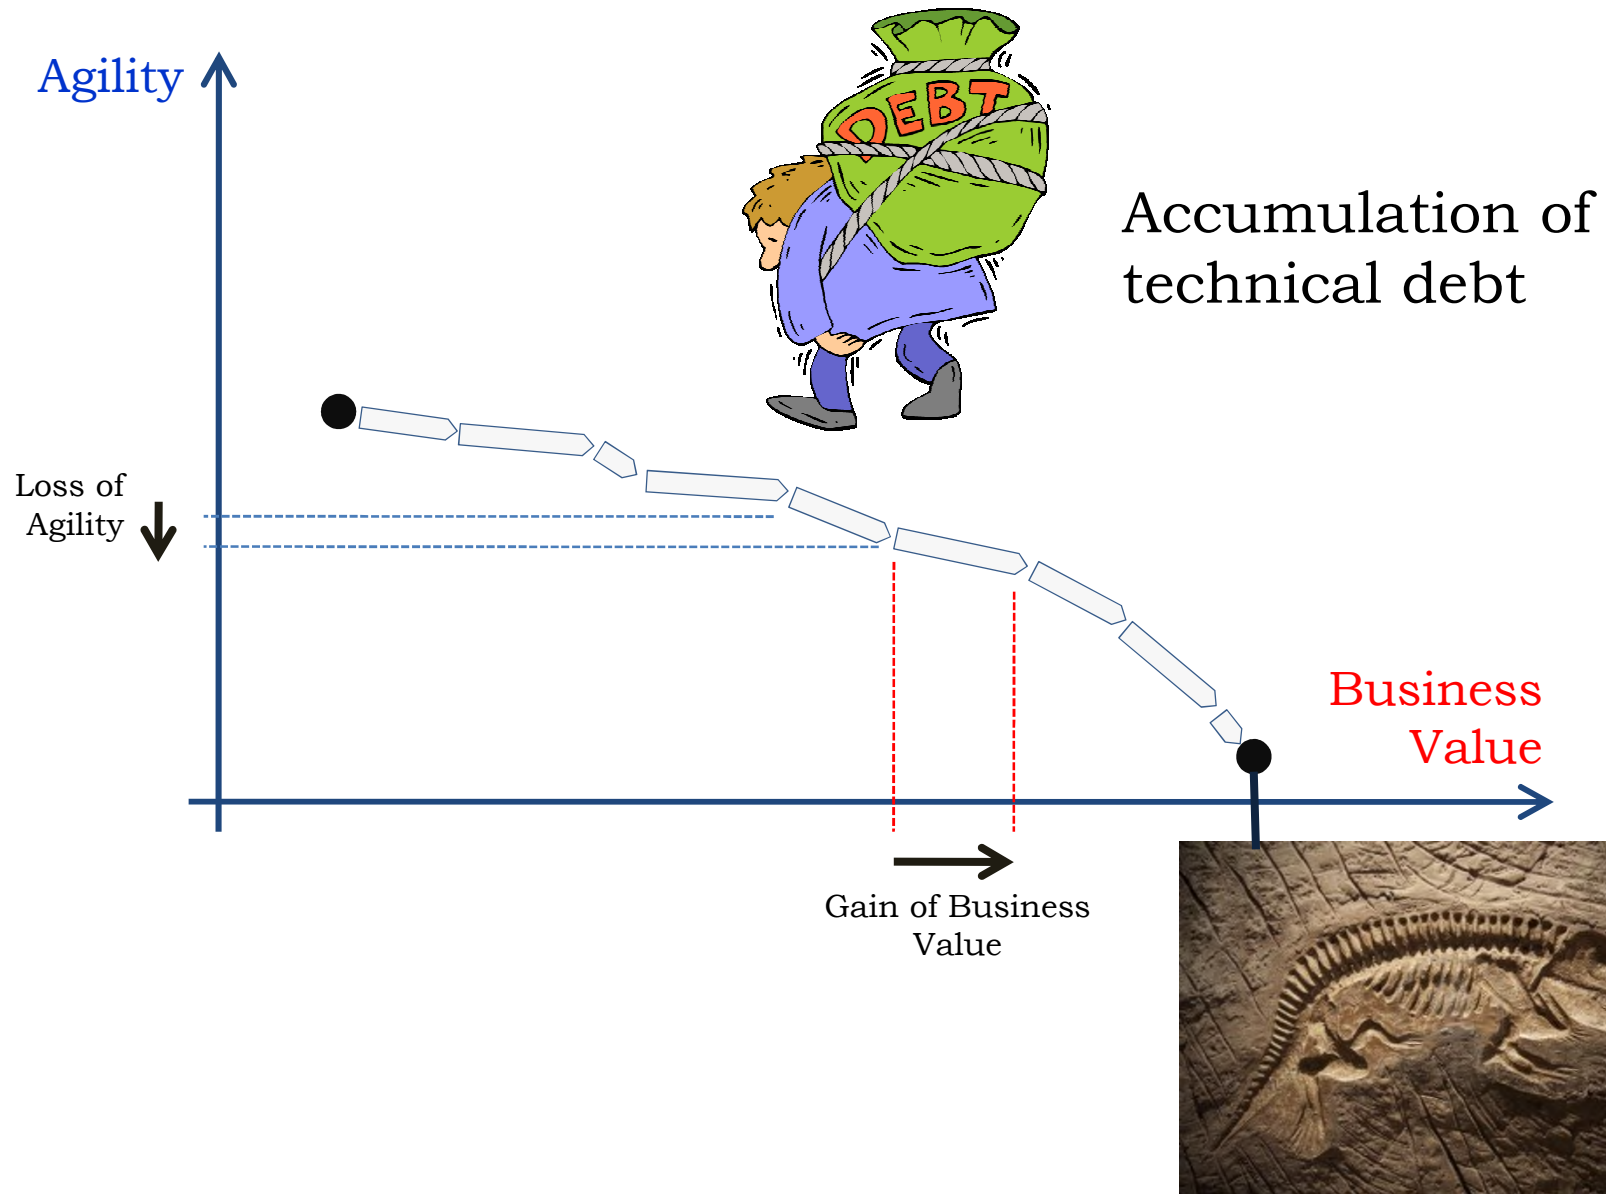 Agility
DEBT
Accumulation of
technical debt
Loss of
Agility
Business
Value
Gain of Business
Value